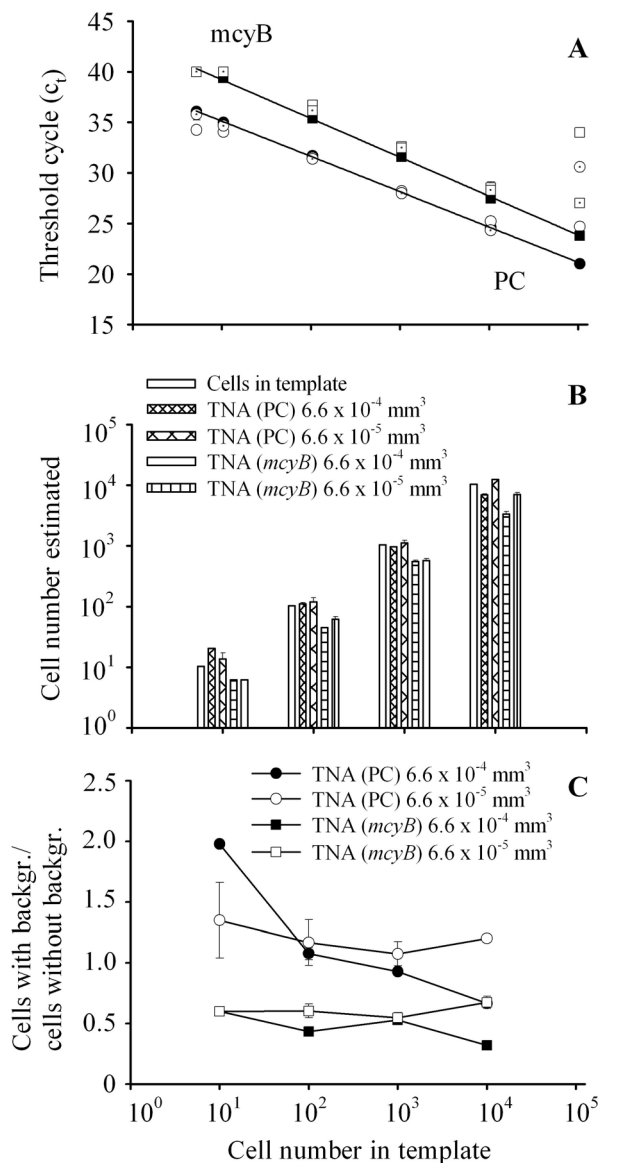 mcyB
A
40
35
30
25
20
15
Threshold cycle (cₜ)
PC
Cells in template
TNA (PC) 6.6 x 10⁻⁴ mm³
TNA (PC) 6.6 x 10⁻⁵ mm³
TNA (mcyB) 6.6 x 10⁻⁴ mm³
TNA (mcyB) 6.6 x 10⁻⁵ mm³
B
10⁵
10⁴
10³
10²
10¹
10⁰
Cell number estimated
TNA (PC) 6.6 x 10⁻⁴ mm³
TNA (PC) 6.6 x 10⁻⁵ mm³
TNA (mcyB) 6.6 x 10⁻⁴ mm³
TNA (mcyB) 6.6 x 10⁻⁵ mm³
C
2.5
2.0
1.5
1.0
0.5
0
Cells with backgr./
cells without backgr.
10⁰ 10¹ 10² 10³ 10⁴ 10⁵
Cell number in template